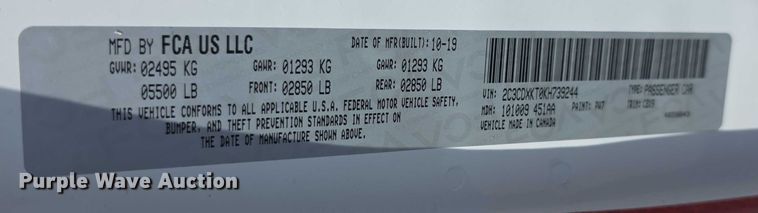 MFD BY FCA US LLC DATE OF MFR(BUILT): 10-19
GVWR: 02495 KG GAWR: 01293 KG GAWR: 01293 KG
05500 LB FRONT: 02850 LB REAR: 02850 LB
THIS VEHICLE CONFORMS TO ALL APPLICABLE U.S.A. FEDERAL MOTOR VEHICLE SAFETY,
BUMPER, AND THEFT PREVENTION STANDARDS IN EFFECT ON
THE DATE OF MANUFACTURE SHOWN ABOVE.
VIN: 2C3CDXKT0KH739244 TYPE: PASSENGER CAR
MDH: 101009 451AA PAINT: PW7 TRIM: CDX9
VEHICLE MADE IN CANADA
Purple Wave Auction